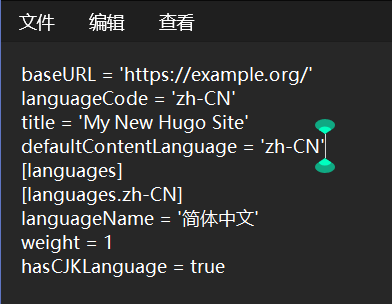 文件 编辑 查看
baseURL = 'https://example.org/'
languageCode = 'zh-CN'
title = 'My New Hugo Site'
defaultContentLanguage = 'zh-CN'
[languages]
[languages.zh-CN]
languageName = '简体中文'
weight = 1
hasCJKLanguage = true